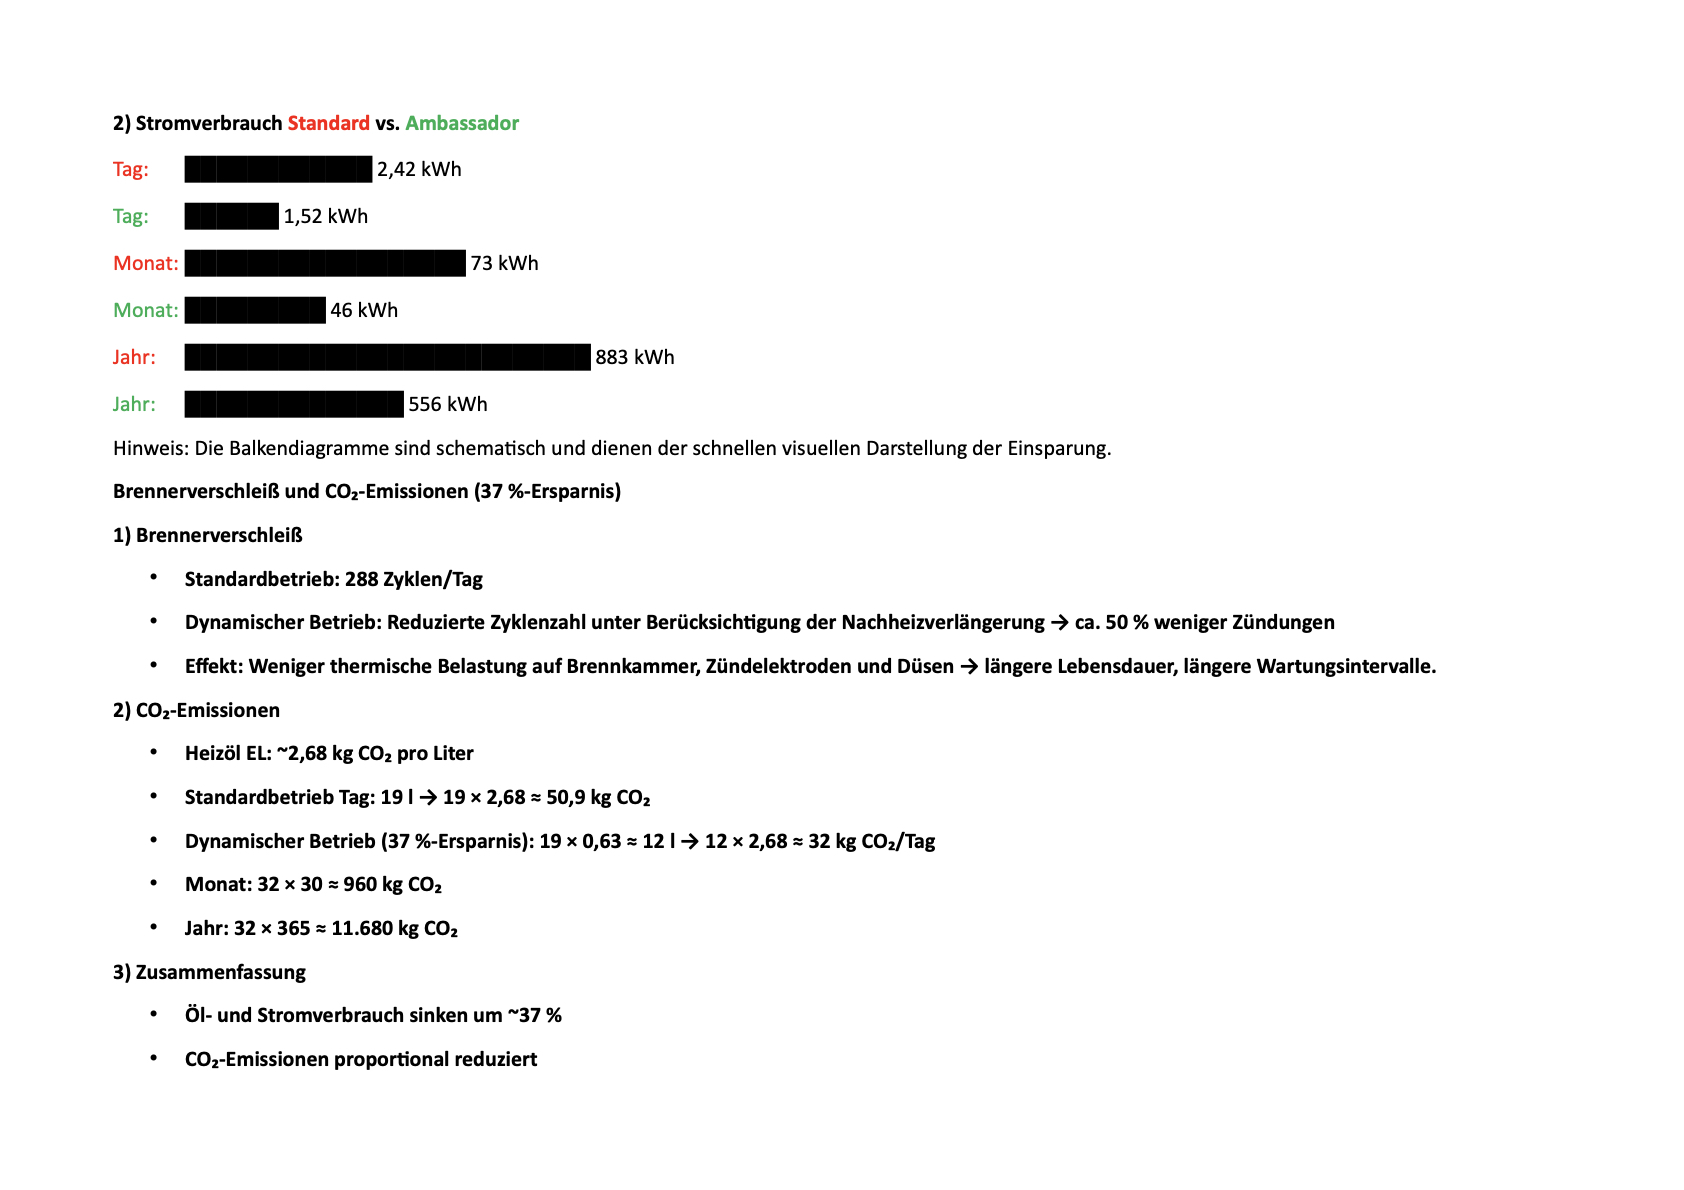 2) Stromverbrauch Standard vs. Ambassador
Tag: 2,42 kWh
Tag: 1,52 kWh
Monat: 73 kWh
Monat: 46 kWh
Jahr: 883 kWh
Jahr: 556 kWh
Hinweis: Die Balkendiagramme sind schematisch und dienen der schnellen visuellen Darstellung der Einsparung.
Brennerverschleiß und CO₂-Emissionen (37 %-Ersparnis)
1) Brennerverschleiß
• Standardbetrieb: 288 Zyklen/Tag
• Dynamischer Betrieb: Reduzierte Zyklenzahl unter Berücksichtigung der Nachheizverlängerung → ca. 50 % weniger Zündungen
• Effekt: Weniger thermische Belastung auf Brennkammer, Zündelektroden und Düsen → längere Lebensdauer, längere Wartungsintervalle.
2) CO₂-Emissionen
• Heizöl EL: ~2,68 kg CO₂ pro Liter
• Standardbetrieb Tag: 19 l → 19 × 2,68 ≈ 50,9 kg CO₂
• Dynamischer Betrieb (37 %-Ersparnis): 19 × 0,63 ≈ 12 l → 12 × 2,68 ≈ 32 kg CO₂/Tag
• Monat: 32 × 30 ≈ 960 kg CO₂
• Jahr: 32 × 365 ≈ 11.680 kg CO₂
3) Zusammenfassung
• Öl- und Stromverbrauch sinken um ~37 %
• CO₂-Emissionen proportional reduziert